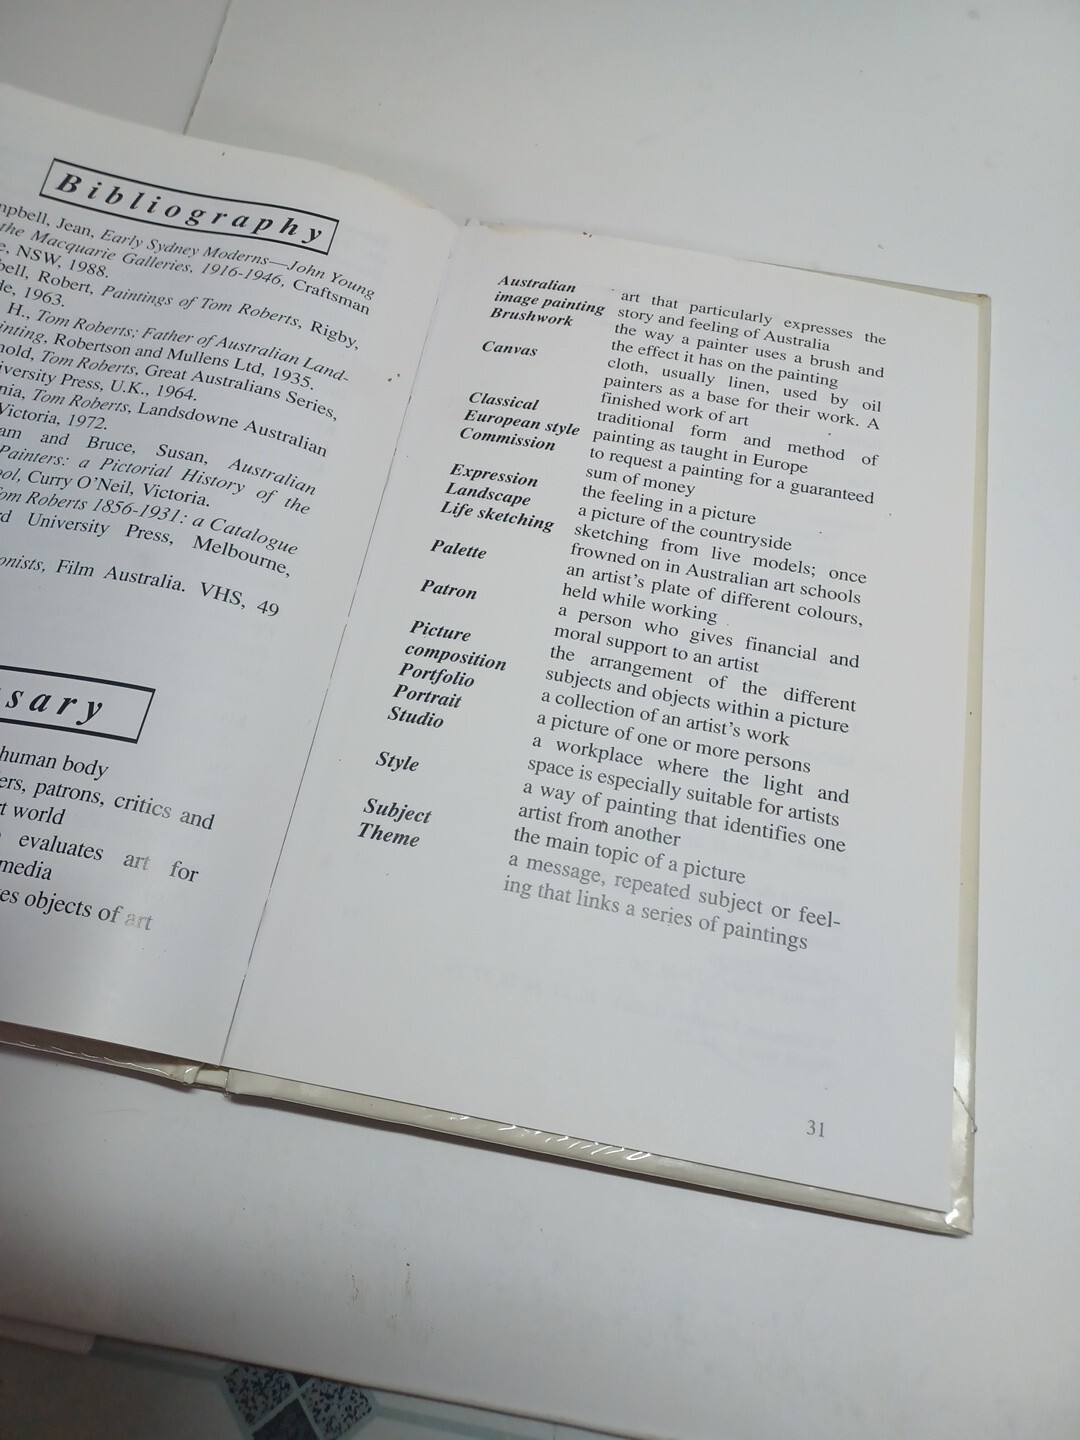 Bibliography
Jean, Early Sydney Moderns—John Young
the Macquarie Galleries, 1916-1946, Craftsman
NSW, 1988.
Robert, Paintings of Tom Roberts, Rigby,
1963.
H., Tom Roberts; Father of Australian Land-
Robertson and Mullens Ltd, 1935.
Tom Roberts, Great Australians Series,
Press, U.K., 1964.
Tom Roberts, Landsdowne Australian
Victoria, 1972.
and Bruce, Susan, Australian
Painters: a Pictorial History of the
Curry O'Neil, Victoria.
Roberts 1856-1931: a Catalogue
University Press, Melbourne,
Film Australia. VHS, 49
ssary
human body
patrons, critics and
world
evaluates art for
media
objects of art
Australian image painting art that particularly expresses the
story and feeling of Australia
Brushwork the way a painter uses a brush and
the effect it has on the painting
Canvas cloth, usually linen, used by oil
painters as a base for their work. A
finished work of art
Classical European style traditional form and method of
painting as taught in Europe
Commission to request a painting for a guaranteed
sum of money
Expression the feeling in a picture
Landscape a picture of the countryside
Life sketching sketching from live models; once
frowned on in Australian art schools
Palette an artist's plate of different colours,
held while working
Patron a person who gives financial and
moral support to an artist
Picture composition the arrangement of the different
subjects and objects within a picture
Portfolio a collection of an artist's work
Portrait a picture of one or more persons
Studio a workplace where the light and
space is especially suitable for artists
Style a way of painting that identifies one
artist from another
Subject the main topic of a picture
Theme a message, repeated subject or feel-
ing that links a series of paintings
31